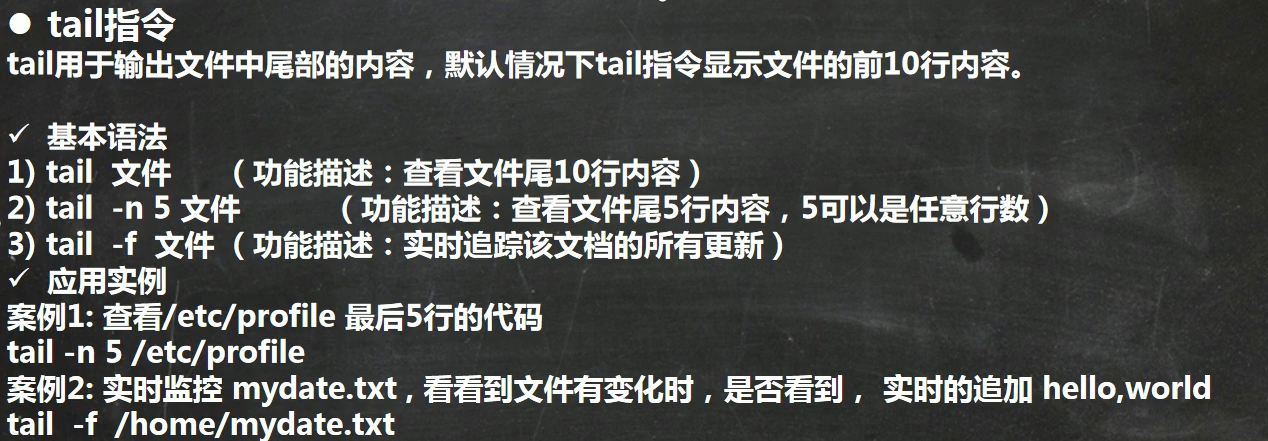 ● tail指令
tail用于输出文件中尾部的内容，默认情况下tail指令显示文件的前10行内容。
✓ 基本语法
1) tail 文件 （功能描述：查看文件尾10行内容）
2) tail -n 5 文件 （功能描述：查看文件尾5行内容，5可以是任意行数）
3) tail -f 文件（功能描述：实时追踪该文档的所有更新）
✓ 应用实例
案例1: 查看/etc/profile 最后5行的代码
tail -n 5 /etc/profile
案例2: 实时监控 mydate.txt , 看看到文件有变化时，是否看到， 实时的追加 hello,world
tail -f /home/mydate.txt